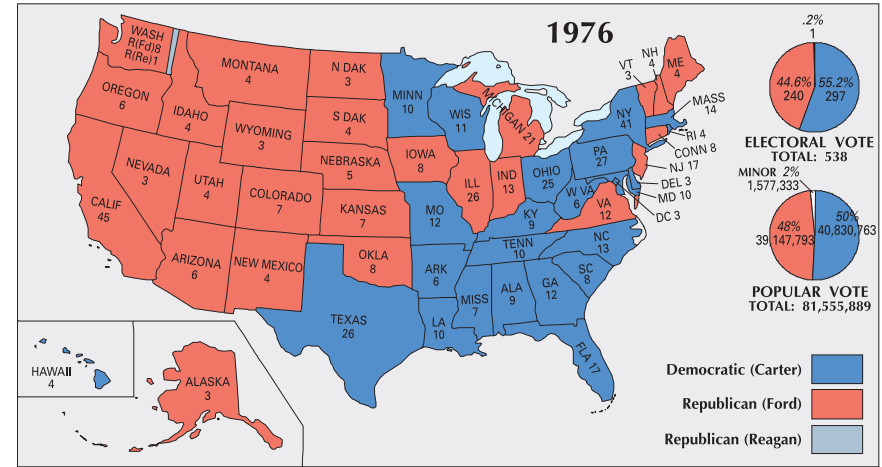 1976
WASH
R(Fd)8
R(Re)1
OREGON
6
CALIF
45
NEVADA
3
IDAHO
4
MONTANA
4
WYOMING
3
UTAH
4
COLORADO
7
ARIZONA
6
NEW MEXICO
4
N DAK
3
S DAK
4
NEBRASKA
5
KANSAS
7
OKLA
8
TEXAS
26
MINN
10
IOWA
8
MO
12
ARK
6
LA
10
WIS
11
ILL
26
MICHIGAN 21
IND
13
OHIO
25
KY
9
TENN
10
MISS
7
ALA
9
GA
12
FLA 17
SC
8
NC
13
VA
12
W VA
6
PA
27
NY
41
VT
3
NH
4
ME
4
MASS
14
RI 4
CONN 8
NJ 17
DEL 3
MD 10
DC 3
HAWAII
4
ALASKA
3
.2%
1
44.6%
240
55.2%
297
ELECTORAL VOTE
TOTAL: 538
MINOR 2%
1,577,333
48%
39,147,793
50%
40,830,763
POPULAR VOTE
TOTAL: 81,555,889
Democratic (Carter)
Republican (Ford)
Republican (Reagan)